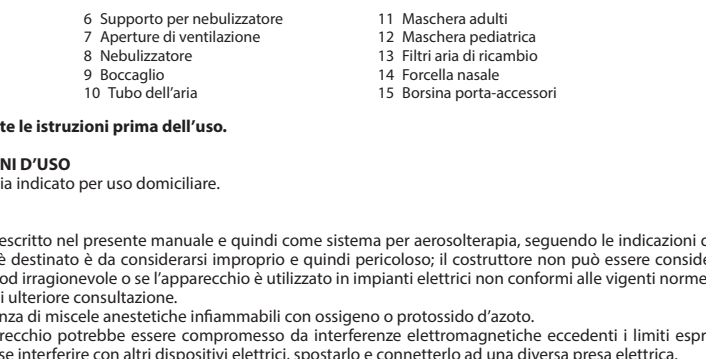 6 Supporto per nebulizzatore
7 Aperture di ventilazione
8 Nebulizzatore
9 Boccaglio
10 Tubo dell'aria
11 Maschera adulti
12 Maschera pediatrica
13 Filtri aria di ricambio
14 Forcella nasale
15 Borsina porta-accessori
te le istruzioni prima dell'uso.
NI D'USO
ia indicato per uso domiciliare.
escritto nel presente manuale e quindi come sistema per aerosolterapia, seguendo le indicazioni
è destinato è da considerarsi improprio e quindi pericoloso; il costruttore non può essere conside
od irragionevole o se l'apparecchio è utilizzato in impianti elettrici non conformi alle vigenti norme
i ulteriore consultazione.
nza di miscele anestetiche infiammabili con ossigeno o protossido d'azoto.
recchio potrebbe essere compromesso da interferenze elettromagnetiche eccedenti i limiti espr
se interferire con altri dispositivi elettrici, spostarlo e connetterlo ad una diversa presa elettrica.